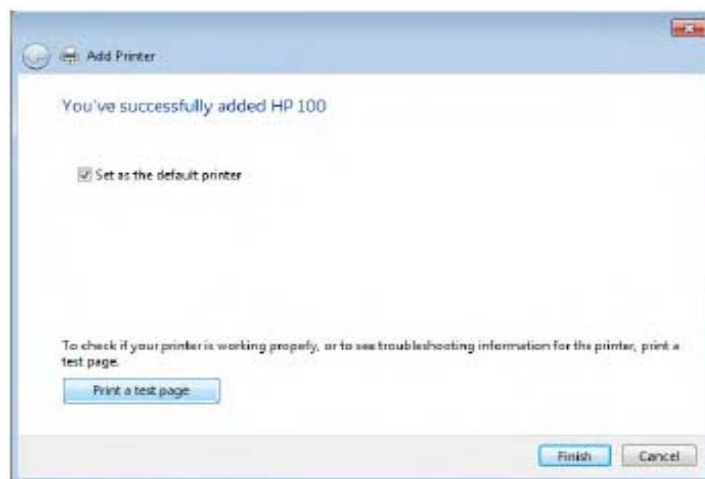 Add Printer
You've successfully added HP 100
Set as the default printer
To check if your printer is working properly, or to see troubleshooting information for the printer, print a
test page.
Print a test page
Finish Cancel